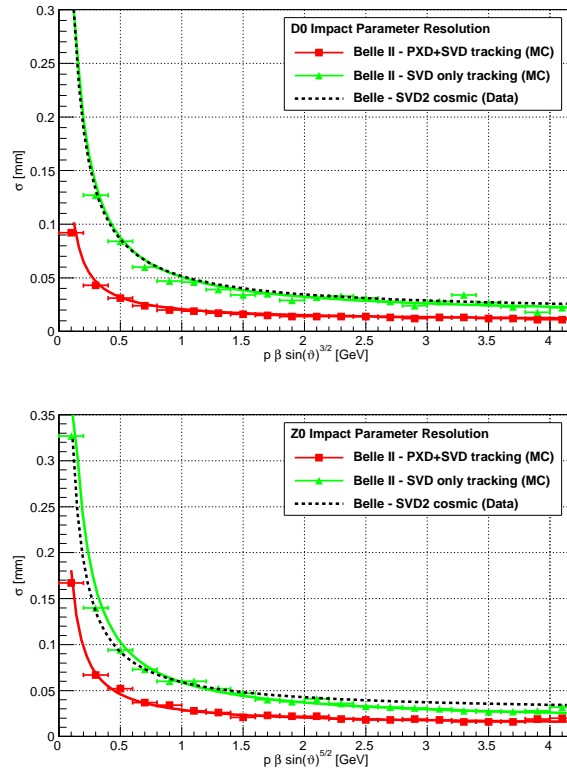 0.3
0.25
0.2
0.15
0.1
0.05
0
σ [mm]
D0 Impact Parameter Resolution
Belle II - PXD+SVD tracking (MC)
Belle II - SVD only tracking (MC)
Belle - SVD2 cosmic (Data)
0 0.5 1 1.5 2 2.5 3 3.5 4
p β sin(ϑ)^3/2 [GeV]
0.35
0.3
0.25
0.2
0.15
0.1
0.05
0
σ [mm]
Z0 Impact Parameter Resolution
Belle II - PXD+SVD tracking (MC)
Belle II - SVD only tracking (MC)
Belle - SVD2 cosmic (Data)
0 0.5 1 1.5 2 2.5 3 3.5 4
p β sin(ϑ)^5/2 [GeV]